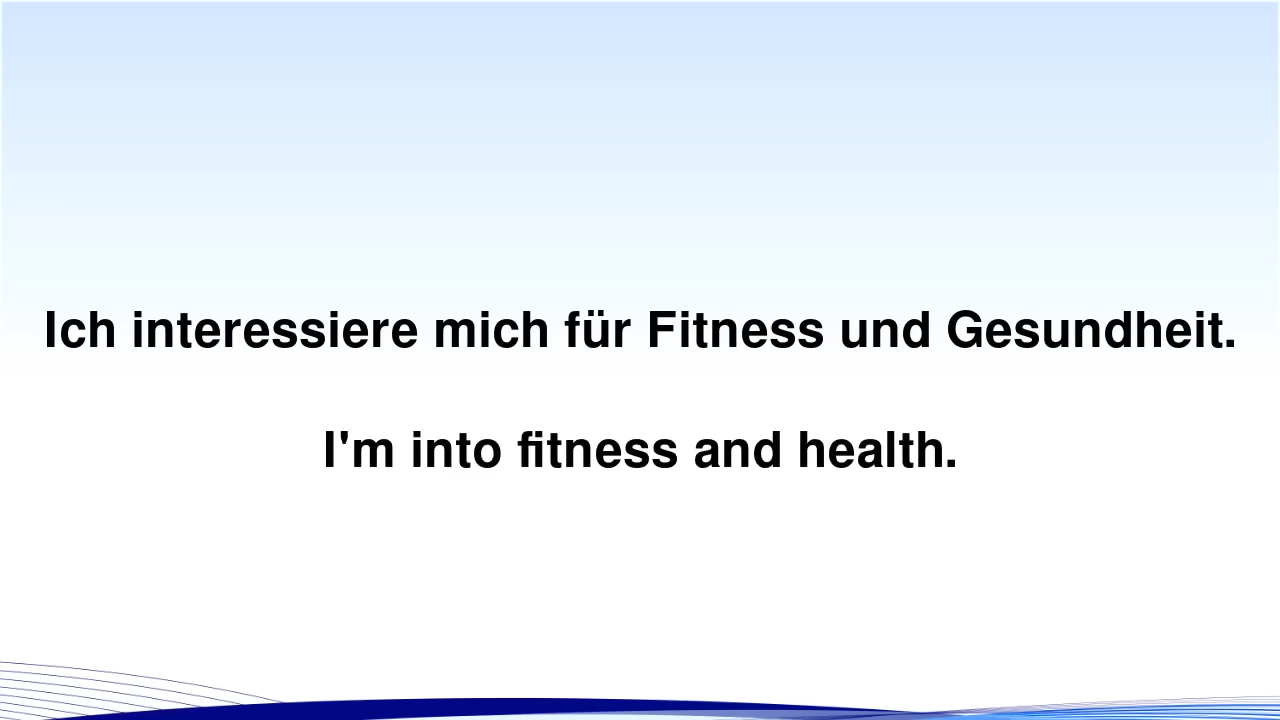 Ich interessiere mich für Fitness und Gesundheit.
I'm into fitness and health.